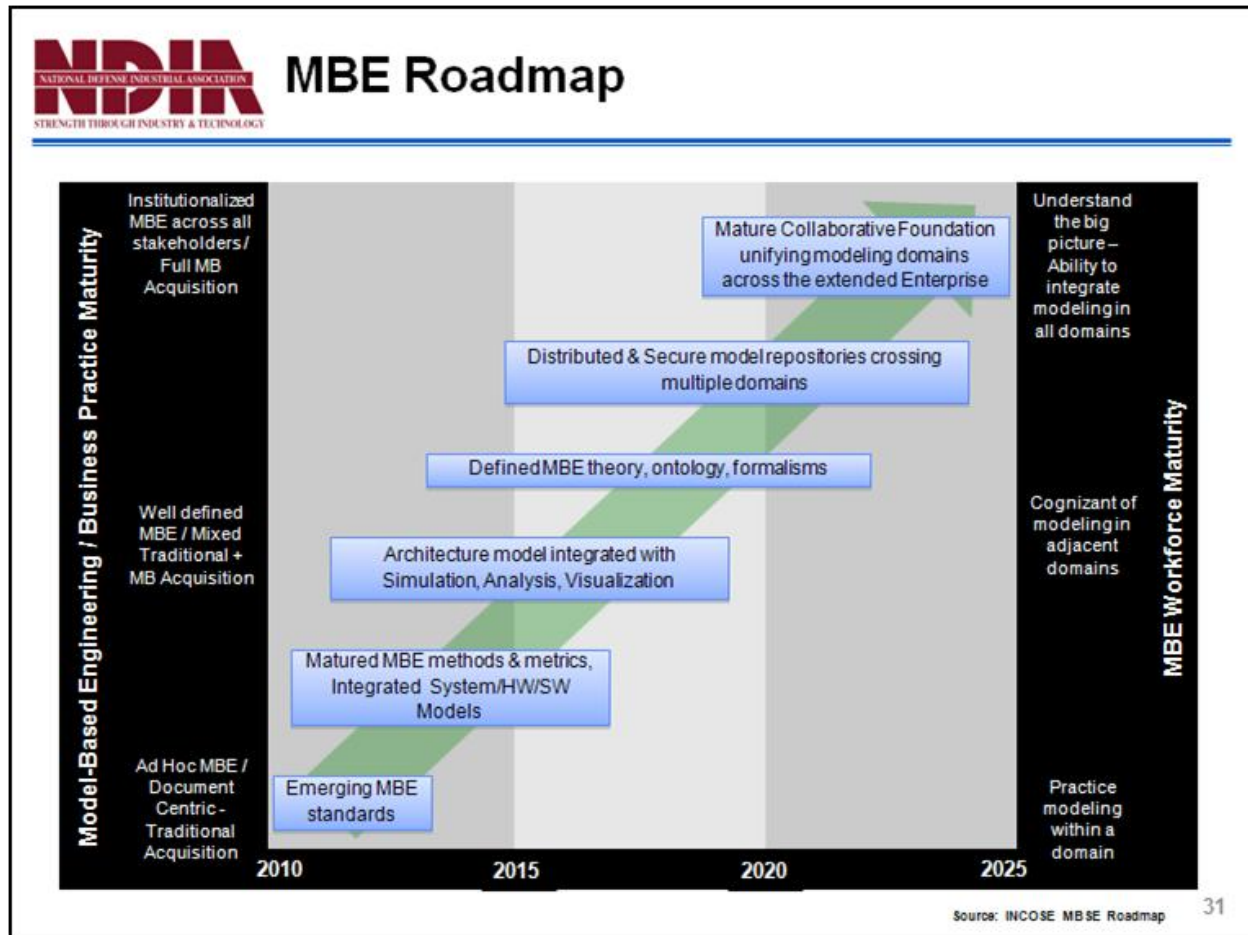 NATIONAL DEFENSE INDUSTRIAL ASSOCIATION
NDIA
STRENGTH THROUGH INDUSTRY & TECHNOLOGY
MBE Roadmap
Model-Based Engineering / Business Practice Maturity
Institutionalized
MBE across all
stakeholders/
Full MB
Acquisition
Well defined
MBE / Mixed
Traditional +
MB Acquisition
Ad Hoc MBE /
Document
Centric -
Traditional
Acquisition
Mature Collaborative Foundation
unifying modeling domains
across the extended Enterprise
Distributed & Secure model repositories crossing
multiple domains
Defined MBE theory, ontology, formalisms
Architecture model integrated with
Simulation, Analysis, Visualization
Matured MBE methods & metrics,
Integrated System/HW/SW
Models
Emerging MBE
standards
2010
2015
2020
2025
Understand
the big
picture –
Ability to
integrate
modeling in
all domains
Cognizant of
modeling in
adjacent
domains
Practice
modeling
within a
domain
MBE Workforce Maturity
Source: INCOSE MBSE Roadmap
31